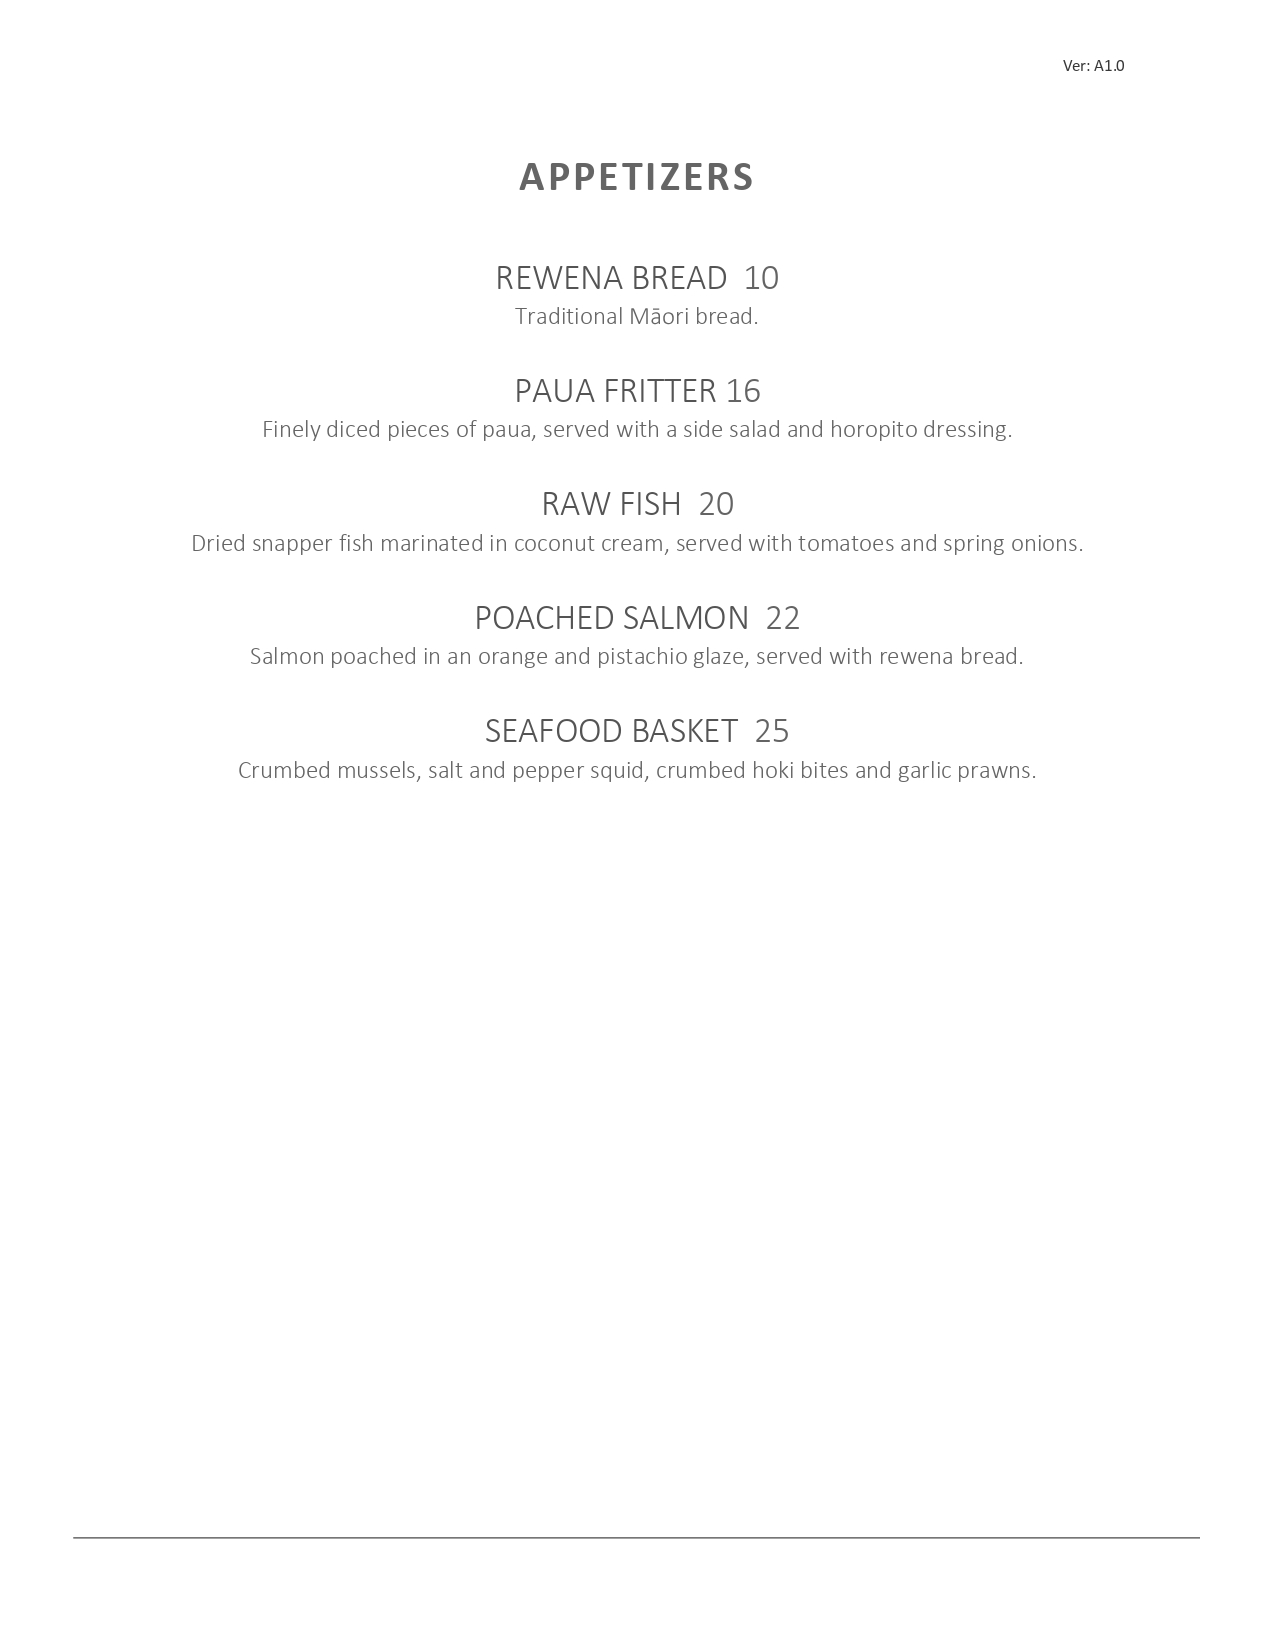 Ver: A1.0
APPETIZERS
REWENA BREAD  10
Traditional Māori bread.
PAUA FRITTER 16
Finely diced pieces of paua, served with a side salad and horopito dressing.
RAW FISH  20
Dried snapper fish marinated in coconut cream, served with tomatoes and spring onions.
POACHED SALMON  22
Salmon poached in an orange and pistachio glaze, served with rewena bread.
SEAFOOD BASKET  25
Crumbed mussels, salt and pepper squid, crumbed hoki bites and garlic prawns.